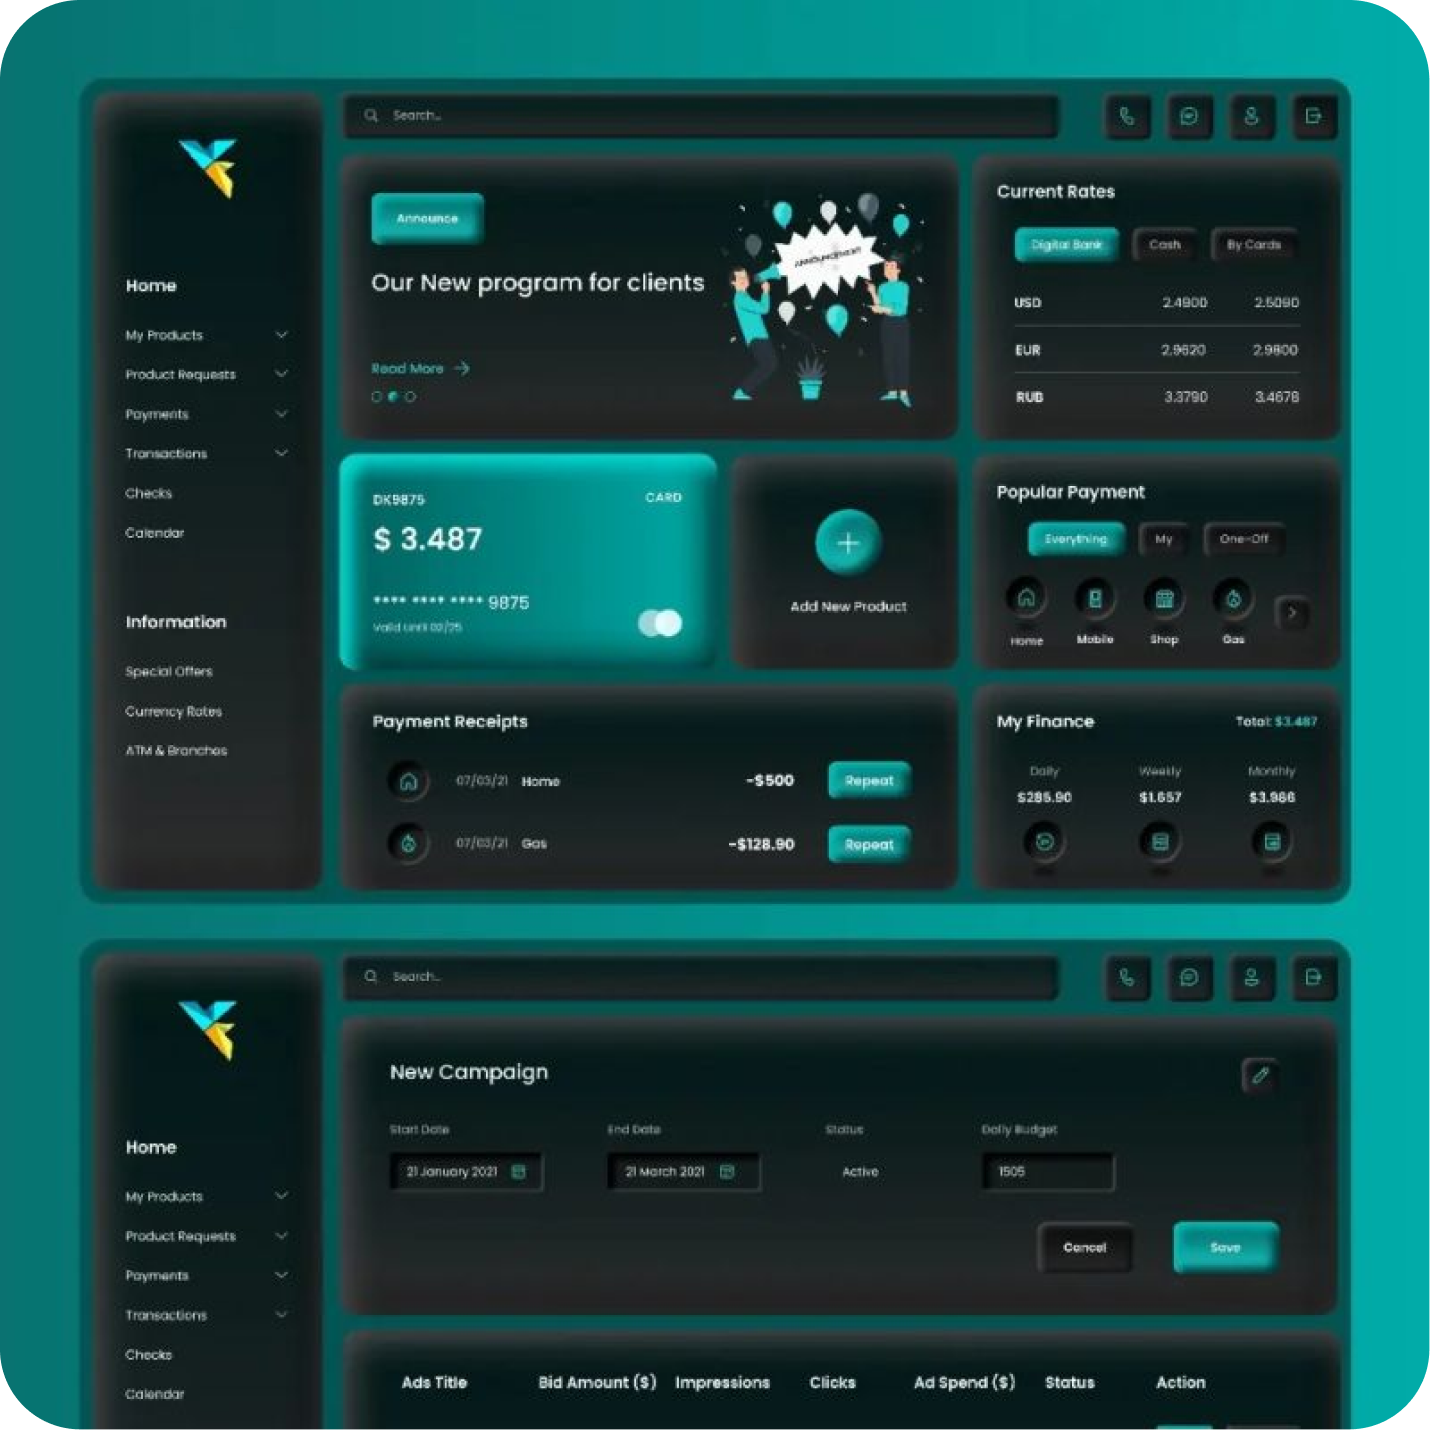 Search...
Home
My Products
Product Requests
Payments
Transactions
Checks
Calendar
Information
Special Offers
Currency Rates
ATM & Branches
Announce
Our New program for clients
Read More
ANNOUNCEMENT
Current Rates
Digital Bank Cash By Cards
USD 2.4900 2.5090
EUR 2.9620 2.9800
RUB 3.3790 3.4678
DK9875 CARD
$ 3.487
**** **** **** 9875
Valid Until 02/25
Add New Product
Popular Payment
Everything My One-Off
Home Mobile Shop Gas
Payment Receipts
07/03/21 Home -$500 Repeat
07/03/21 Gas -$128.90 Repeat
My Finance Total: $3.487
Daily Weekly Monthly
$285.90 $1.657 $3.986
Search...
Home
My Products
Product Requests
Payments
Transactions
Checks
Calendar
New Campaign
Start Date End Date Status Daily Budget
21 January 2021 21 March 2021 Active 1505
Cancel Save
Ads Title Bid Amount ($) Impressions Clicks Ad Spend ($) Status Action